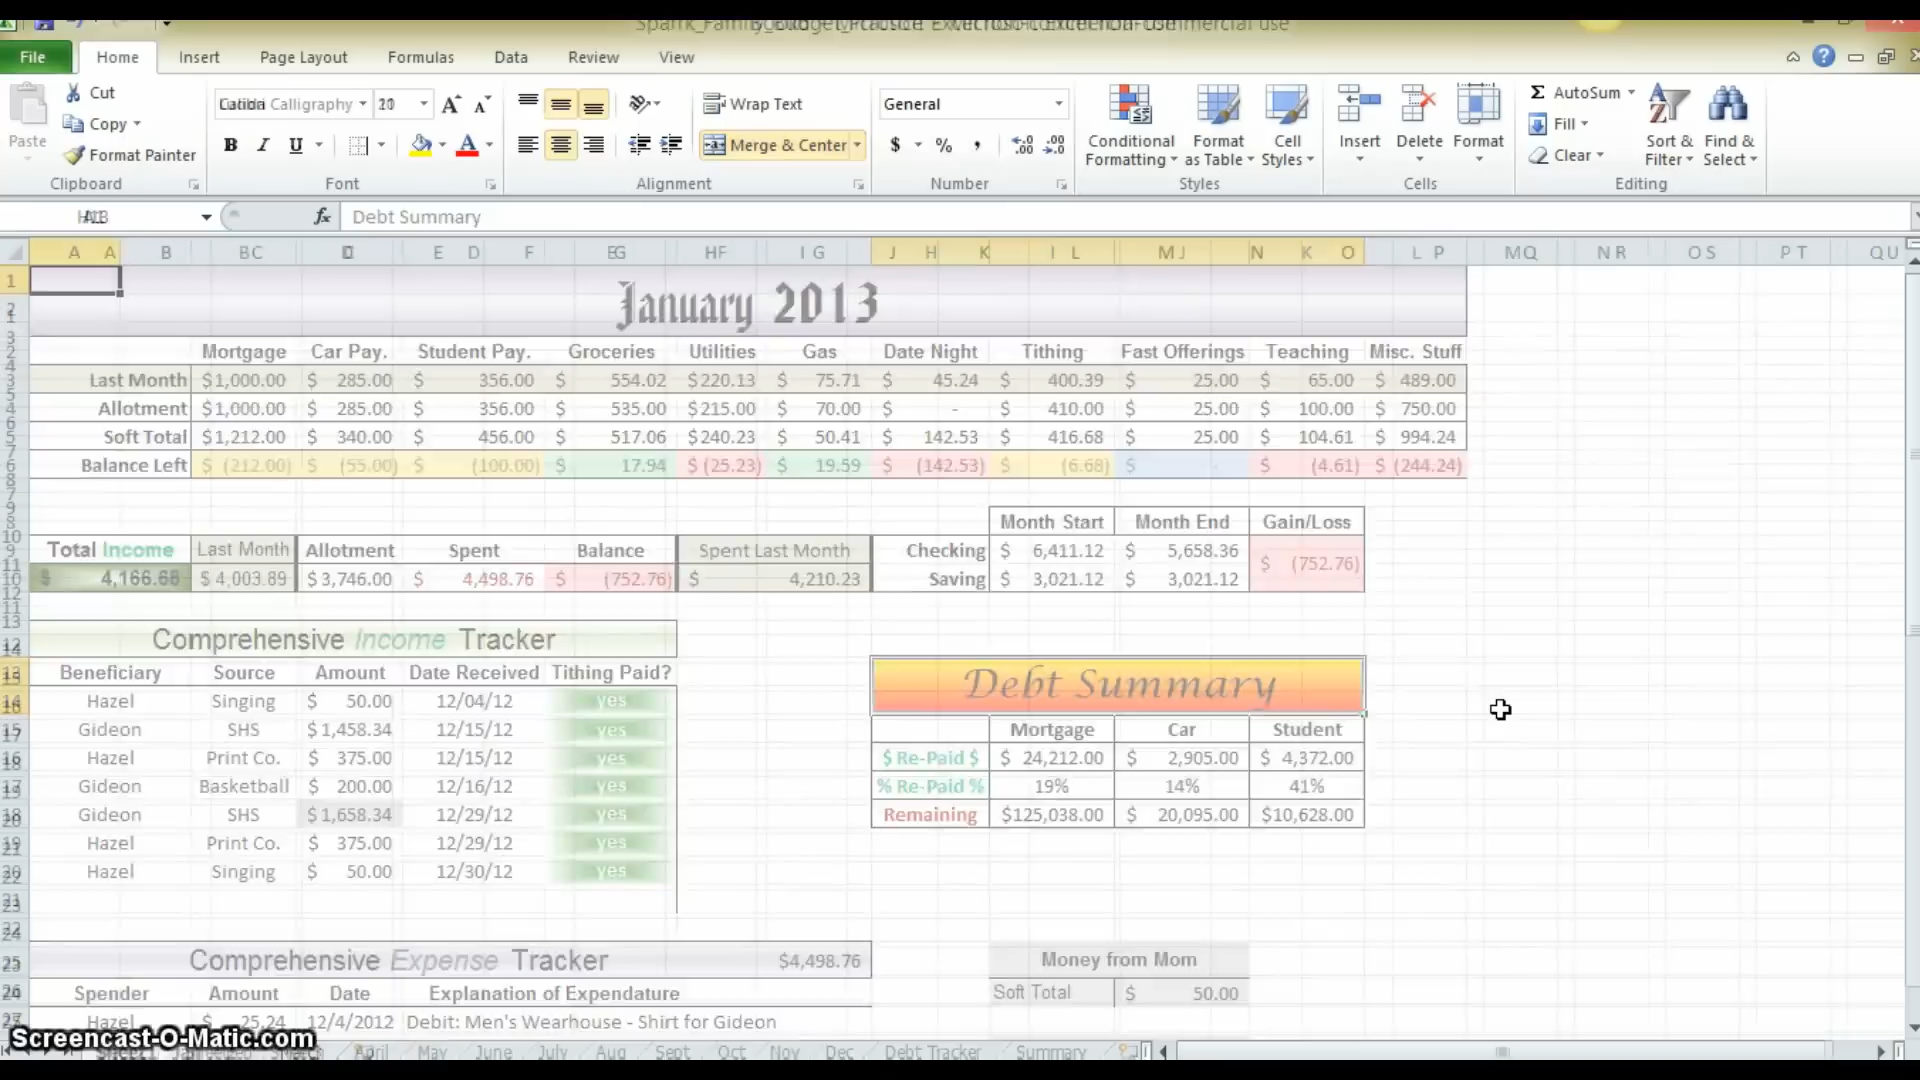 File Home Insert Page Layout Formulas Data Review View
Cut
Copy
Format Painter
Paste
Calligraphy
Wrap Text
Merge & Center
General
Conditional Formatting
Format as Table
Cell Styles
Insert Delete Format
AutoSum
Fill
Clear
Sort & Filter
Find & Select
Clipboard Font Alignment Number Styles Cells Editing
fx Debt Summary
January 2013
Mortgage Car Pay. Student Pay. Groceries Utilities Gas Date Night Tithing Fast Offerings Teaching Misc. Stuff
Last Month $1,000.00 $ 285.00 $ 356.00 $ 554.02 $220.13 $ 75.71 $ 45.24 $ 400.39 $ 25.00 $ 65.00 $ 489.00
Allotment $1,000.00 $ 285.00 $ 356.00 $ 535.00 $215.00 $ 70.00 $ - $ 410.00 $ 25.00 $ 100.00 $ 750.00
Soft Total $1,212.00 $ 340.00 $ 456.00 $ 517.06 $240.23 $ 50.41 $ 142.53 $ 416.68 $ 25.00 $ 104.61 $ 994.24
Balance Left $ (212.00) $ (55.00) $ (100.00) $ 17.94 $ (25.23) $ 19.59 $ (142.53) $ (6.68) $ - $ (4.61) $ (244.24)
Month Start Month End Gain/Loss
Total Income Last Month Allotment Spent Balance Spent Last Month Checking $ 6,411.12 $ 5,658.36 $ (752.76)
$ 4,166.68 $ 4,003.89 $ 3,746.00 $ 4,498.76 $ (752.76) $ 4,210.23 Saving $ 3,021.12 $ 3,021.12
Comprehensive Income Tracker
Beneficiary Source Amount Date Received Tithing Paid?
Hazel Singing $ 50.00 12/04/12 yes
Gideon SHS $ 1,458.34 12/15/12 yes
Hazel Print Co. $ 375.00 12/15/12 yes
Gideon Basketball $ 200.00 12/16/12 yes
Gideon SHS $ 1,658.34 12/29/12 yes
Hazel Print Co. $ 375.00 12/29/12 yes
Hazel Singing $ 50.00 12/30/12 yes
Debt Summary
Mortgage Car Student
$ Re-Paid $ $ 24,212.00 $ 2,905.00 $ 4,372.00
% Re-Paid % 19% 14% 41%
Remaining $125,038.00 $ 20,095.00 $10,628.00
Comprehensive Expense Tracker $4,498.76
Spender Amount Date Explanation of Expendature
Hazel $ 25.24 12/4/2012 Debit: Men's Wearhouse - Shirt for Gideon
Money from Mom
Soft Total $ 50.00
Screencast-O-Matic.com
April May June July Aug Sept Oct Nov Dec Debt Tracker Summary